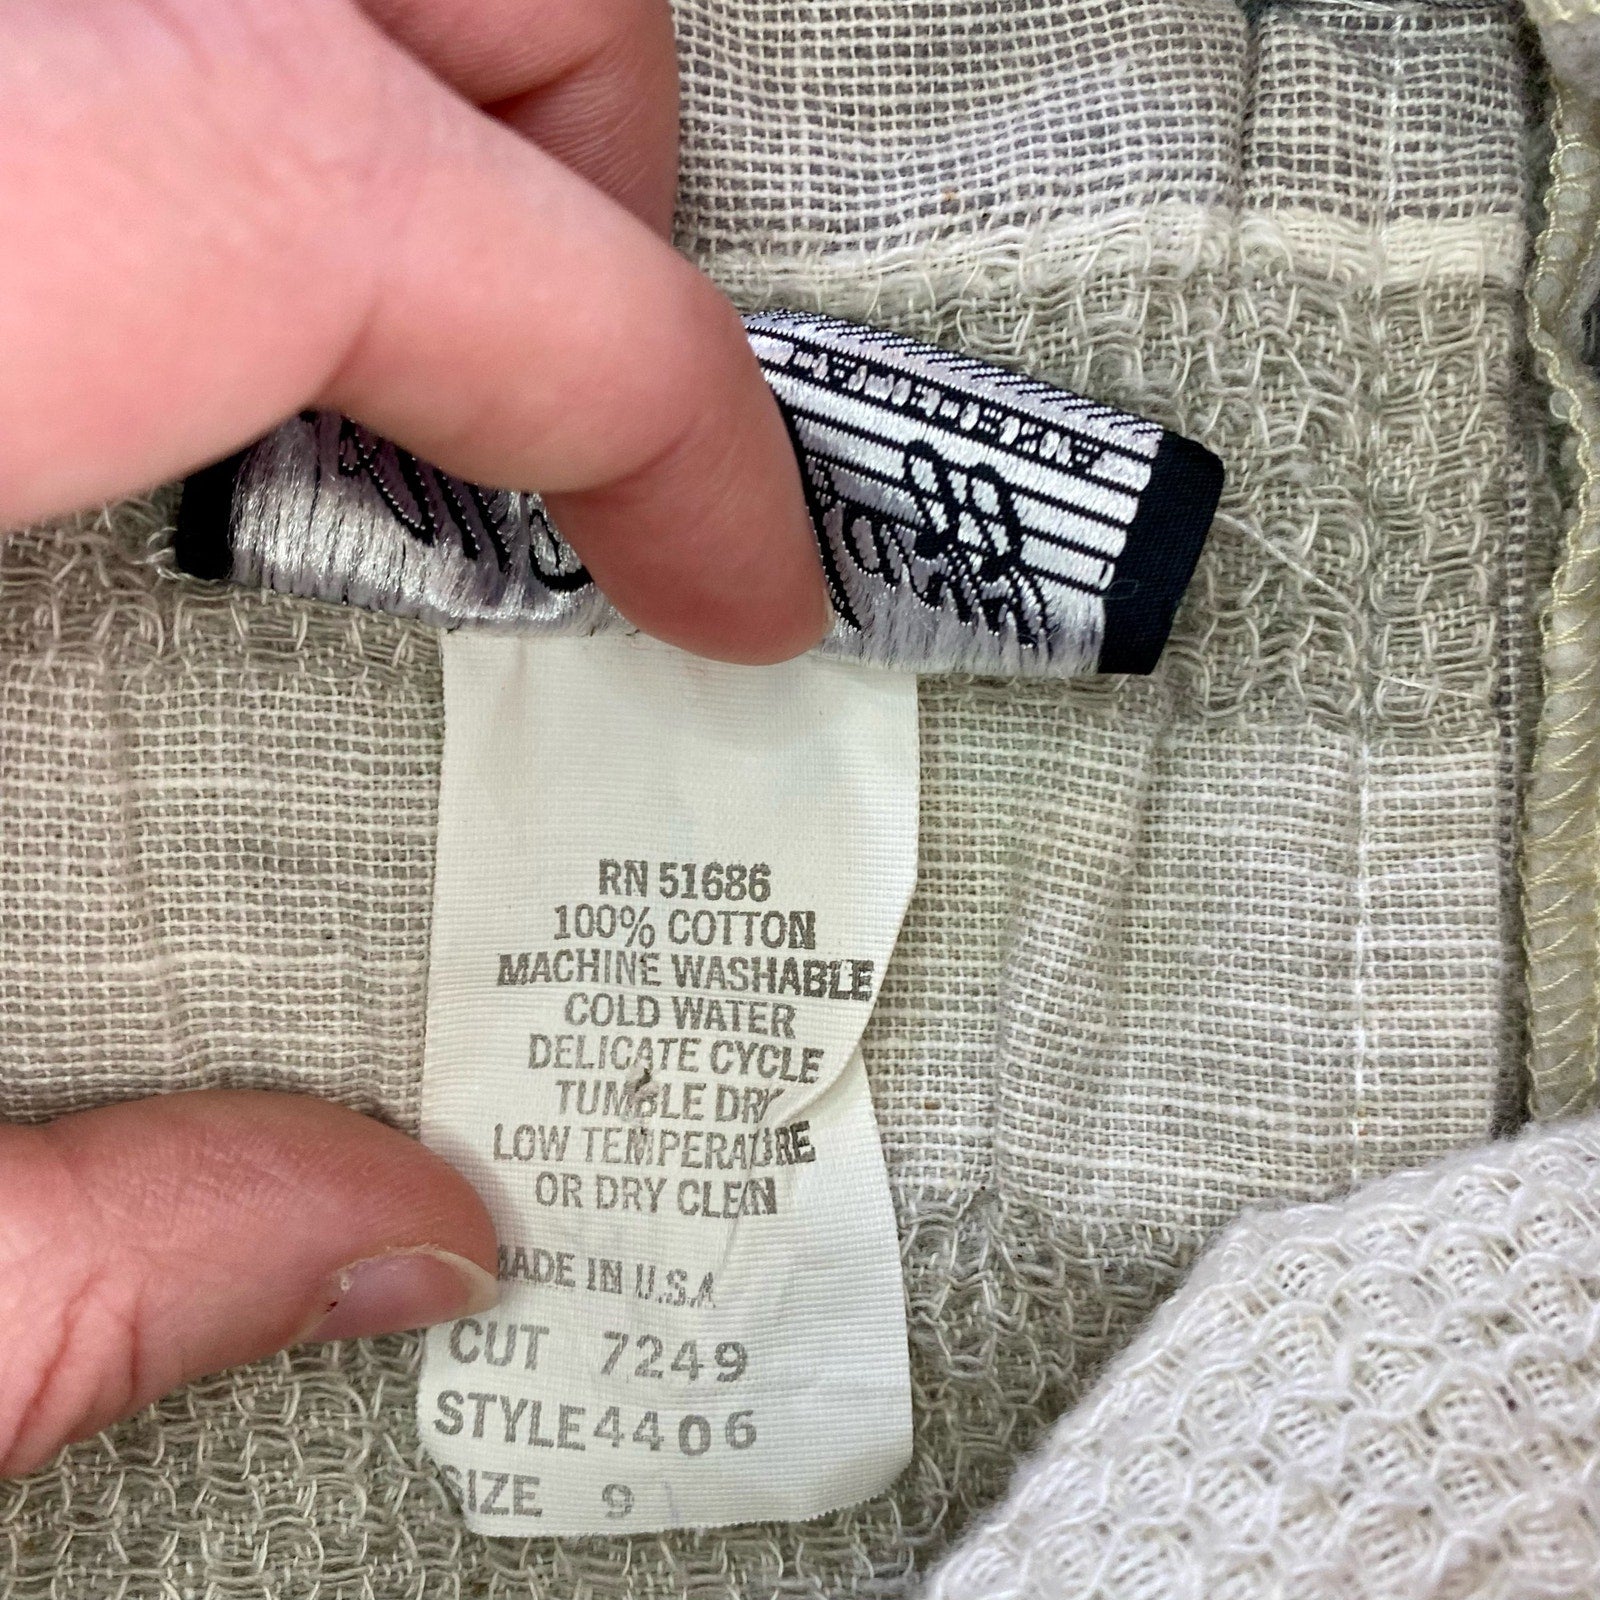 RN 51686
100% COTTON
MACHINE WASHABLE
COLD WATER
DELICATE CYCLE
TUMBLE DRY
LOW TEMPERATURE
OR DRY CLEAN
MADE IN U.S.A
CUT 7249
STYLE 4406
SIZE 9